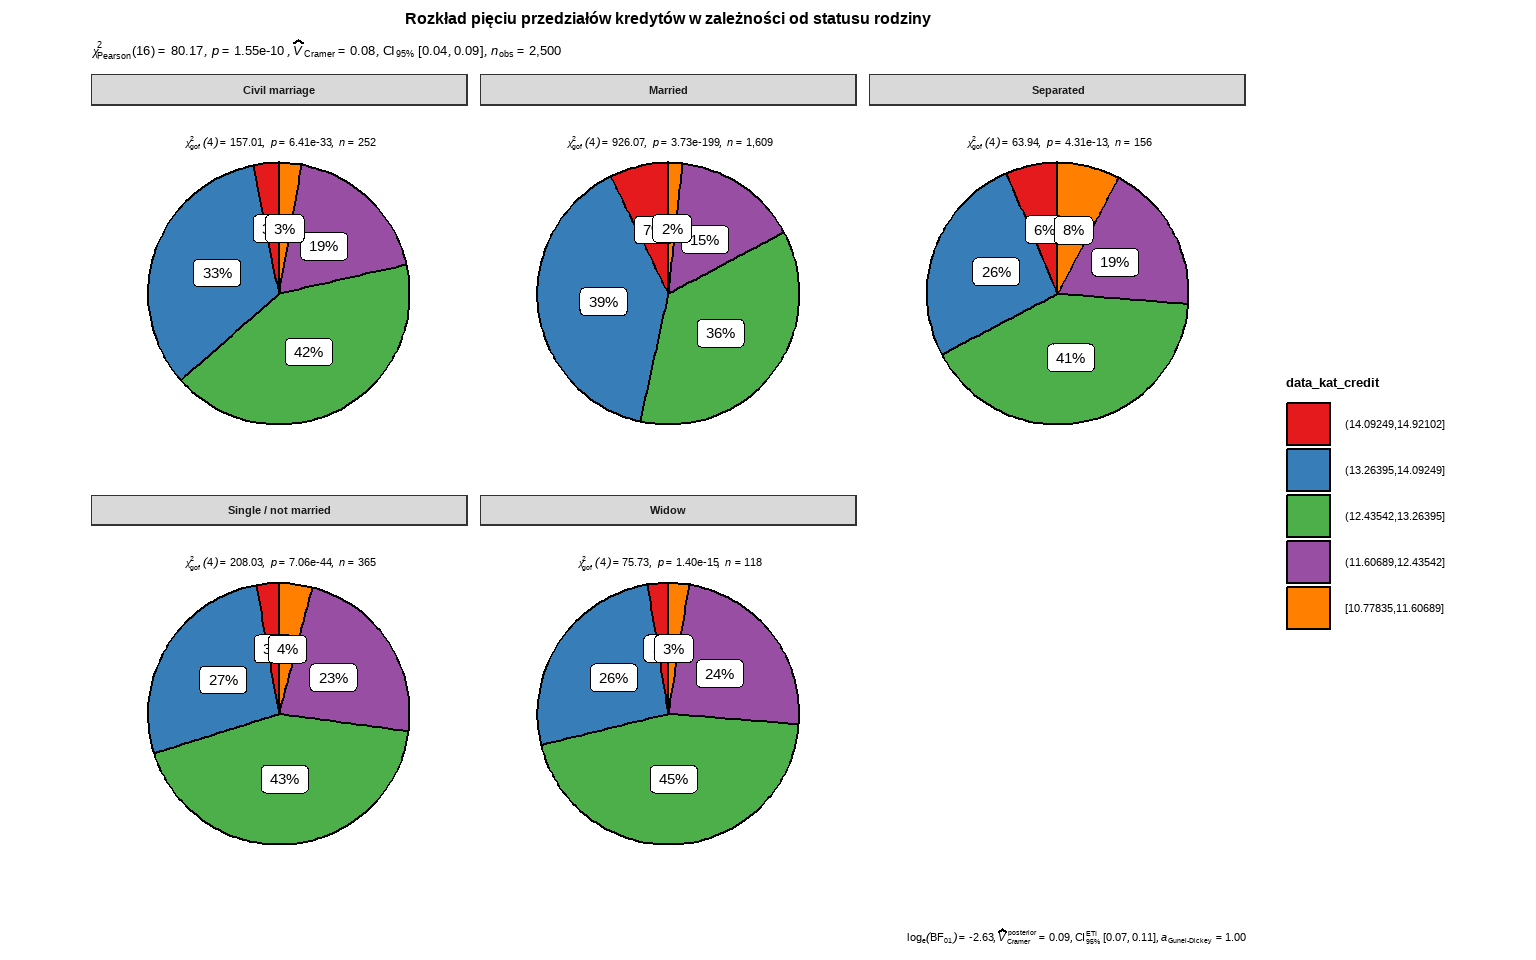 Rozkład pięciu przedziałów kredytów w zależności od statusu rodziny
χ²Pearson(16) = 80.17, p = 1.55e-10, V̂Cramer = 0.08, CI95% [0.04, 0.09], nobs = 2,500
Civil marriage
χ²gof (4) = 157.01, p = 6.41e-33, n = 252
3%
19%
33%
42%
Married
χ²gof (4) = 926.07, p = 3.73e-199, n = 1,609
2%
15%
39%
36%
Separated
χ²gof (4) = 63.94, p = 4.31e-13, n = 156
6%
8%
19%
26%
41%
data_kat_credit
(14.09249,14.92102]
(13.26395,14.09249]
(12.43542,13.26395]
(11.60689,12.43542]
[10.77835,11.60689]
Single / not married
χ²gof (4) = 208.03, p = 7.06e-44, n = 365
4%
23%
27%
43%
Widow
χ²gof (4) = 75.73, p = 1.40e-15, n = 118
3%
24%
26%
45%
loge(BF01) = -2.63, V̂posterior Cramer = 0.09, CI ETI 95% [0.07, 0.11], aGunel-Dickey = 1.00